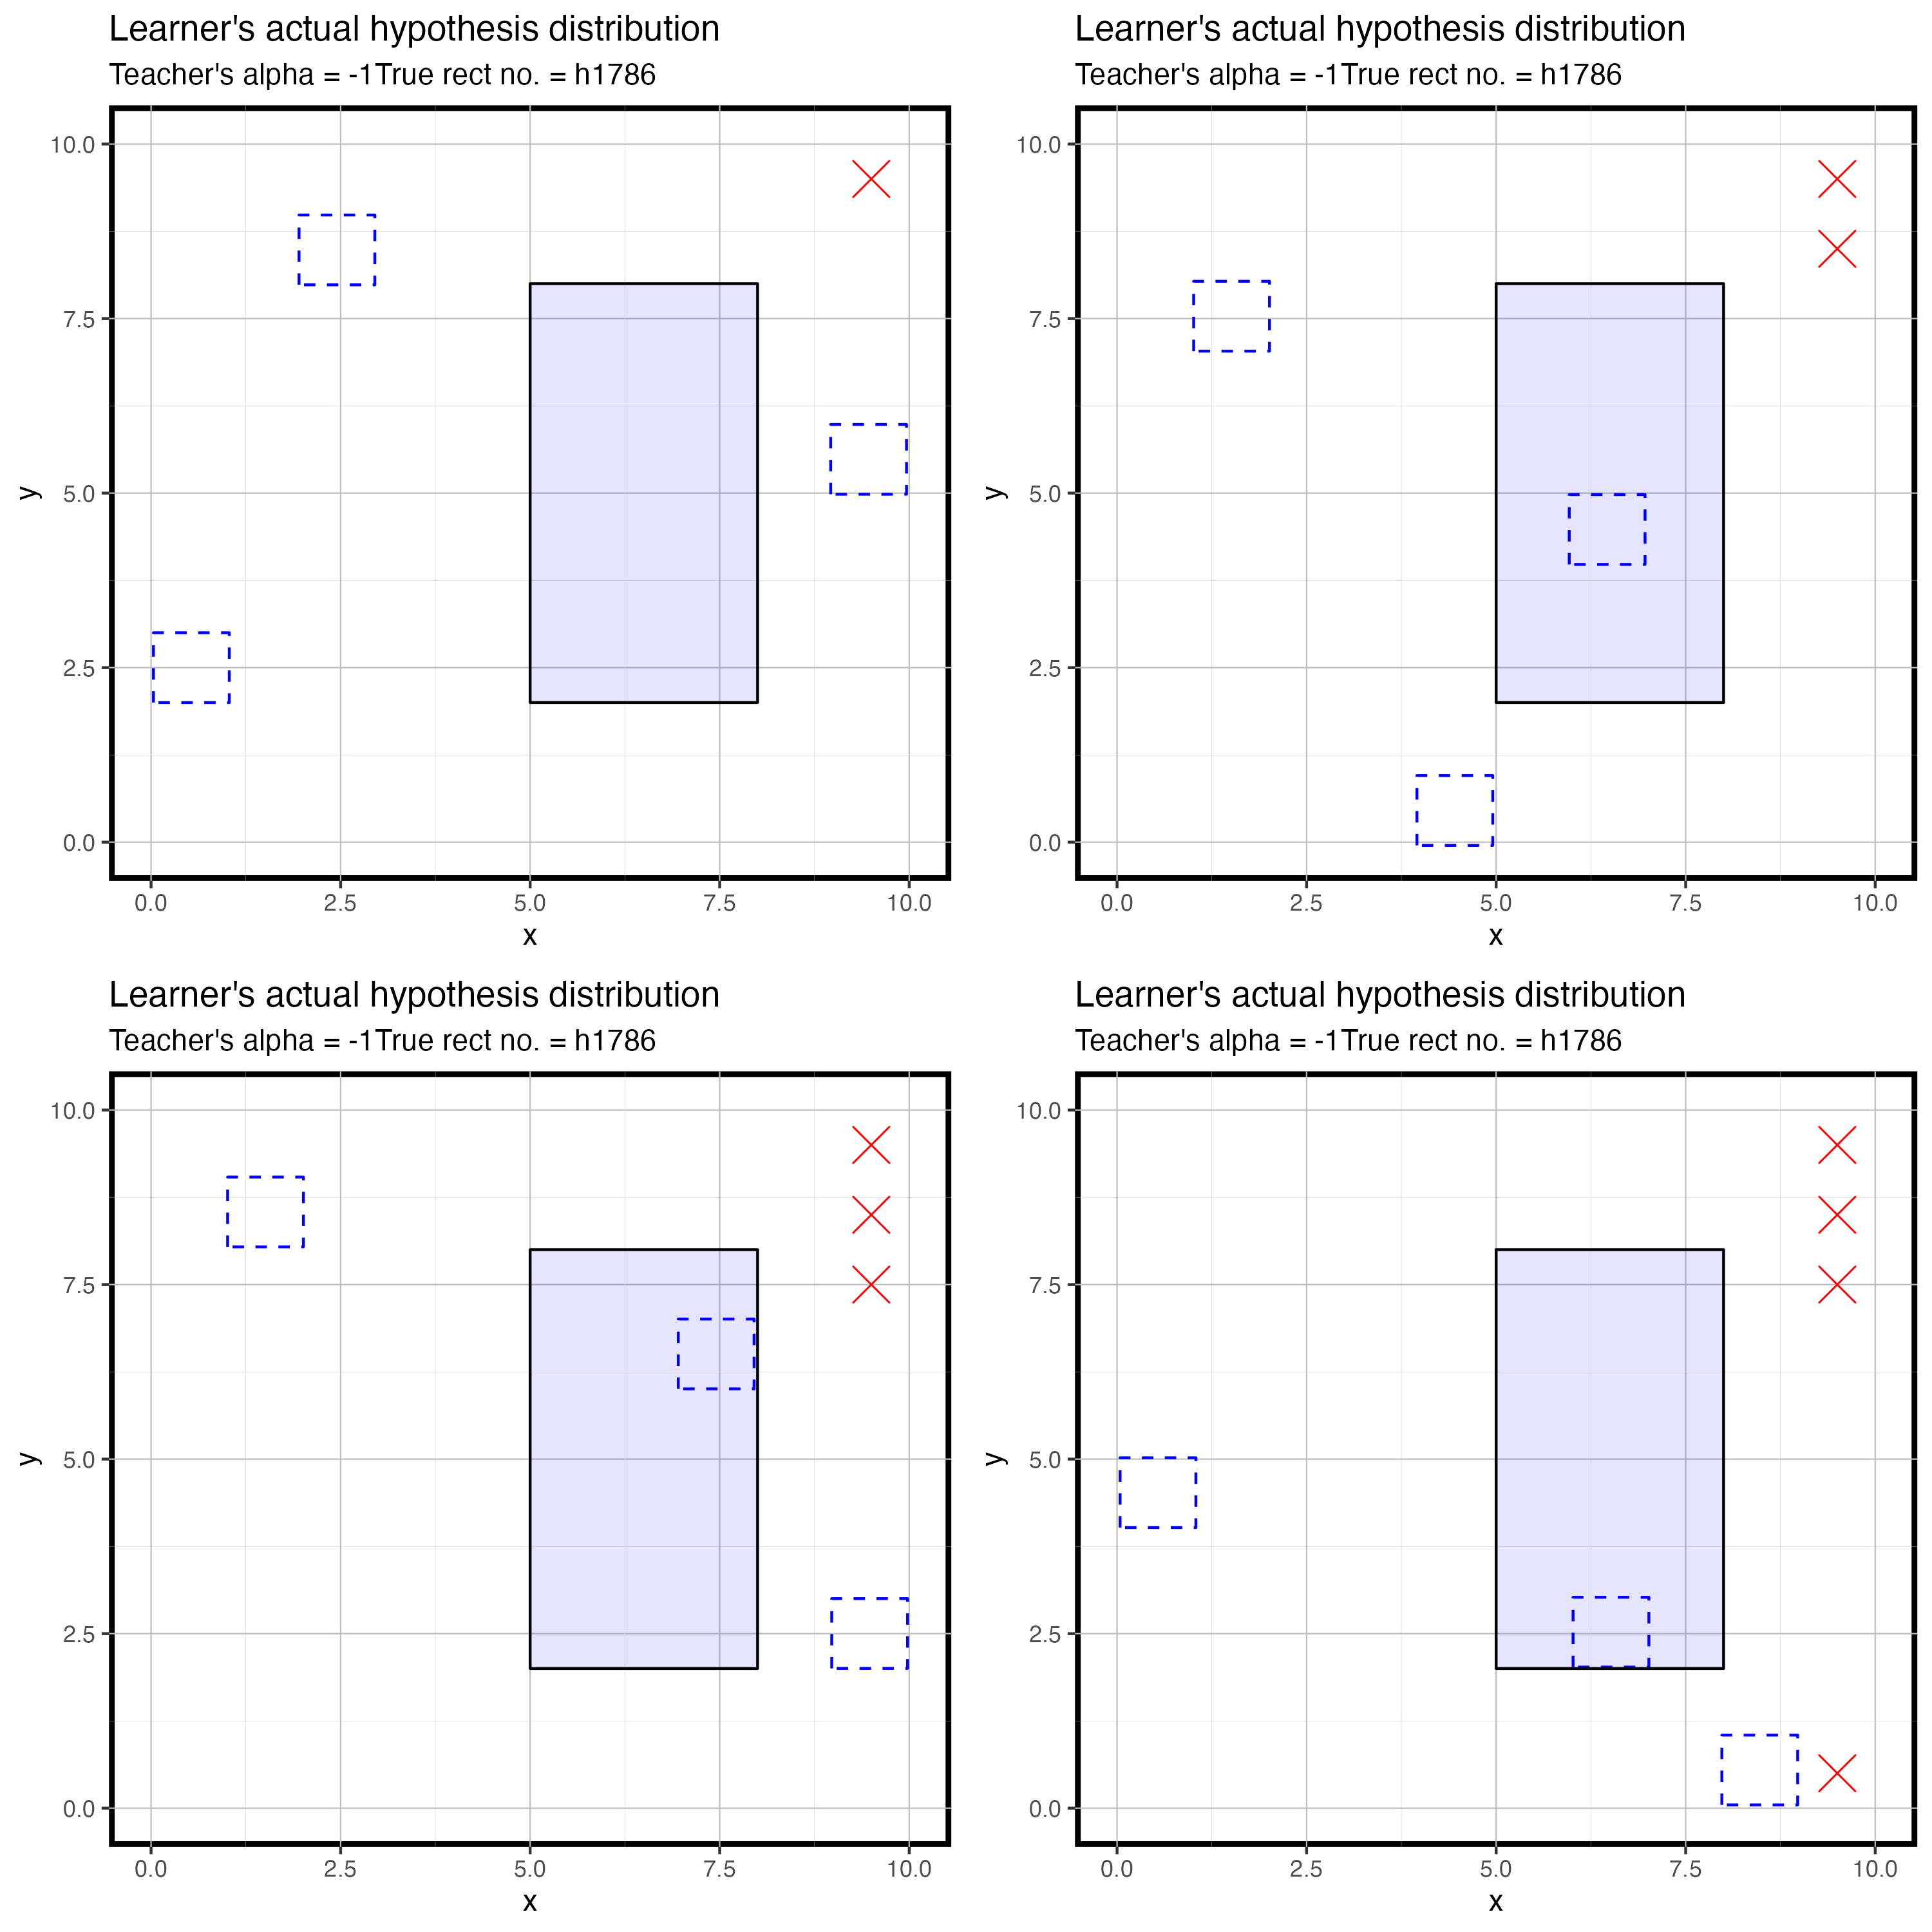 Learner's actual hypothesis distribution
Teacher's alpha = -1True rect no. = h1786
10.0
7.5
5.0
2.5
0.0
y
0.0 2.5 5.0 7.5 10.0
x
Learner's actual hypothesis distribution
Teacher's alpha = -1True rect no. = h1786
10.0
7.5
5.0
2.5
0.0
y
0.0 2.5 5.0 7.5 10.0
x
Learner's actual hypothesis distribution
Teacher's alpha = -1True rect no. = h1786
10.0
7.5
5.0
2.5
0.0
y
0.0 2.5 5.0 7.5 10.0
x
Learner's actual hypothesis distribution
Teacher's alpha = -1True rect no. = h1786
10.0
7.5
5.0
2.5
0.0
y
0.0 2.5 5.0 7.5 10.0
x